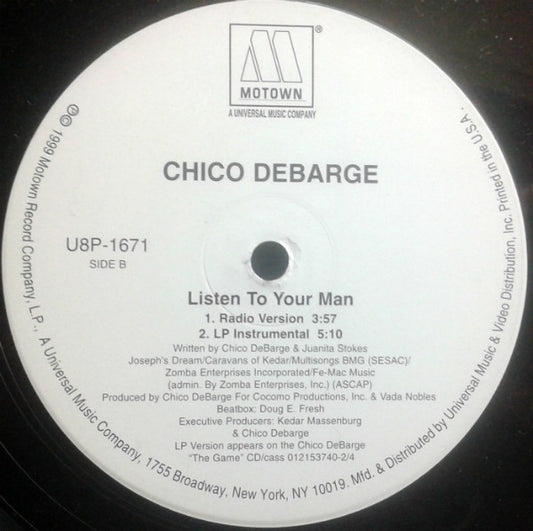 ®
MOTOWN
A UNIVERSAL MUSIC COMPANY
CHICO DEBARGE
U8P-1671
SIDE B
Listen To Your Man
1. Radio Version 3:57
2. LP Instrumental 5:10
Written by Chico DeBarge & Juanita Stokes
Joseph's Dream/Caravans of Kedar/Multisongs BMG (SESAC)/
Zomba Enterprises Incorporated/Fe-Mac Music
(admin. By Zomba Enterprises, Inc.) (ASCAP)
Produced by Chico DeBarge For Cocomo Productions, Inc. & Vada Nobles
Beatbox: Doug E. Fresh
Executive Producers: Kedar Massenburg
& Chico Debarge
LP Version appears on the Chico DeBarge
"The Game" CD/cass 012153740-2/4
℗© 1999 Motown Record Company, L.P., A Universal Music Company, 1755 Broadway, New York, NY 10019. Mfd. & Distributed by Universal Music & Video Distribution, Inc. Printed in the U.S.A.